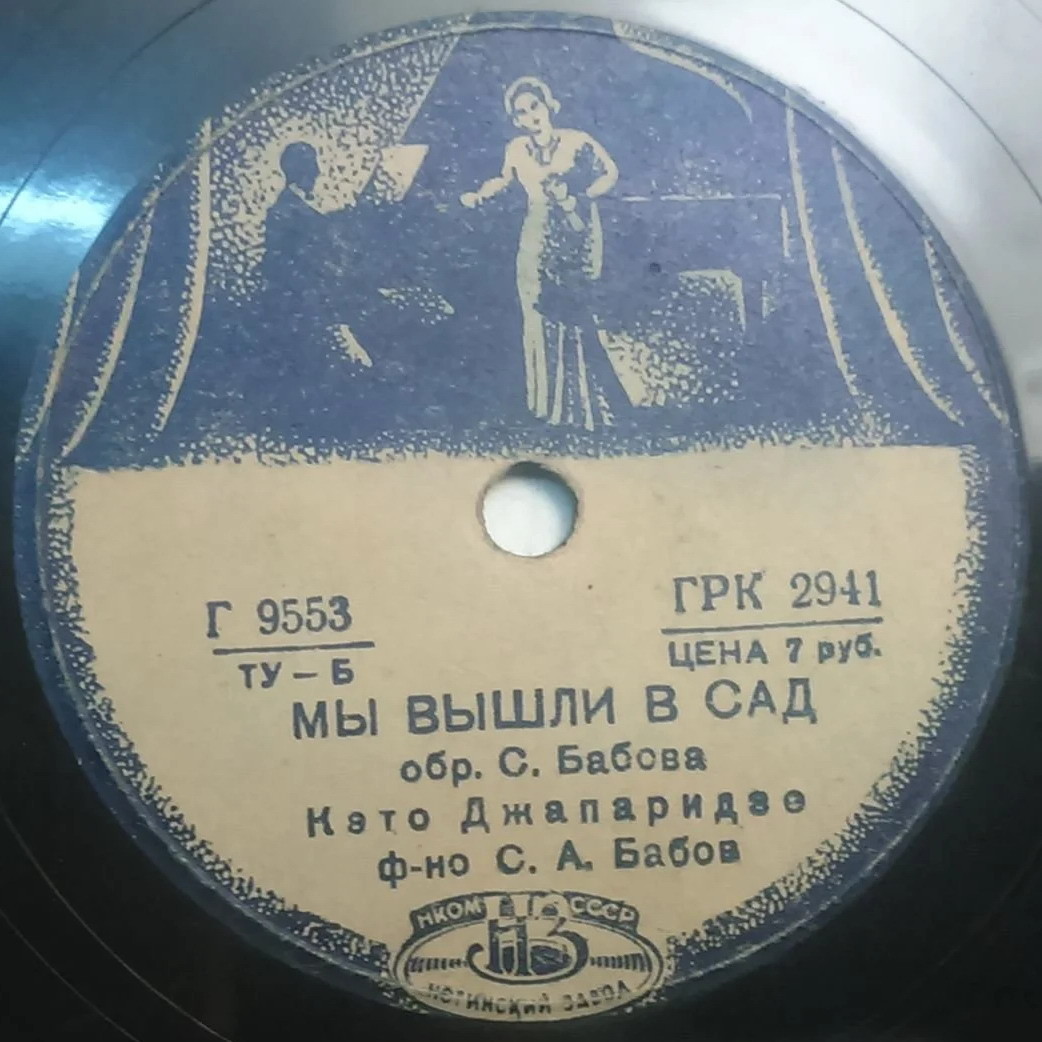 Г 9553
ТУ – Б
ГРК 2941
ЦЕНА 7 руб.
МЫ ВЫШЛИ В САД
обр. С. Бабова
Кэто Джапаридзе
ф-но С. А. Бабов
НКОМ СССР
НЗ
НОГИНСКИЙ ЗАВОД